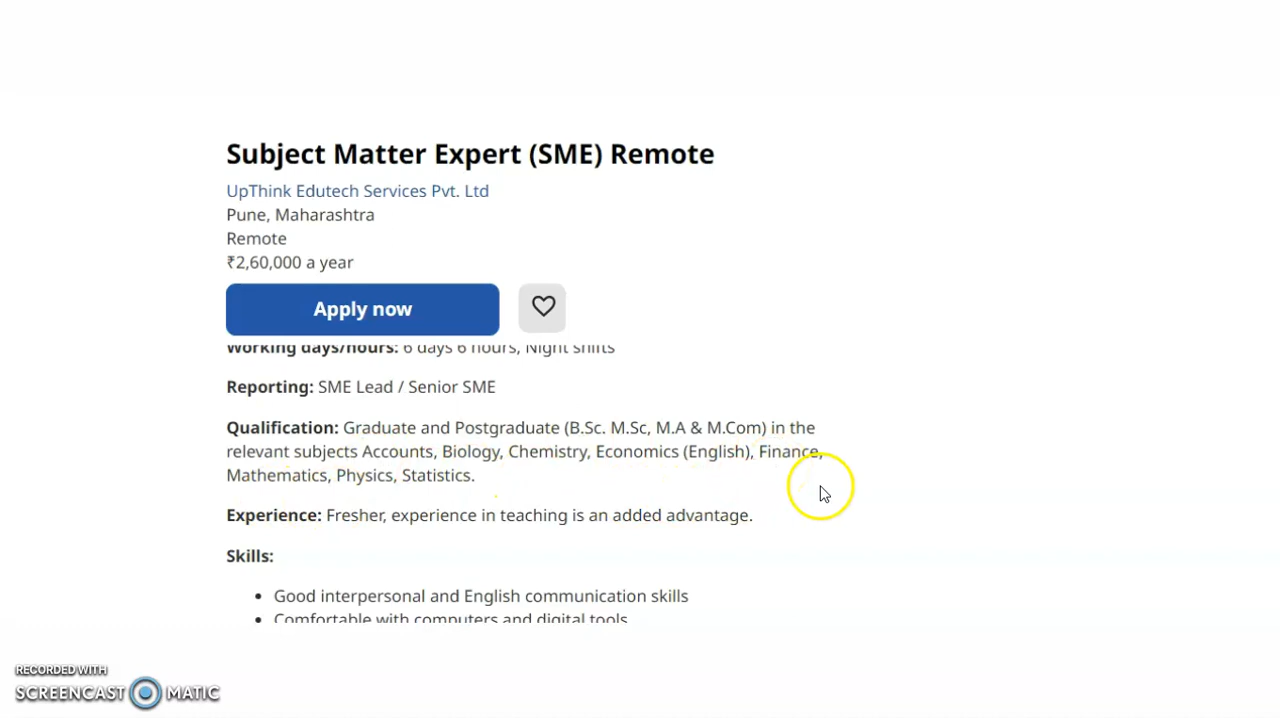 Subject Matter Expert (SME) Remote
UpThink Edutech Services Pvt. Ltd
Pune, Maharashtra
Remote
₹2,60,000 a year
Apply now
Working days/hours: 6 days 6 hours, Night shifts
Reporting: SME Lead / Senior SME
Qualification: Graduate and Postgraduate (B.Sc. M.Sc, M.A & M.Com) in the
relevant subjects Accounts, Biology, Chemistry, Economics (English), Finance,
Mathematics, Physics, Statistics.
Experience: Fresher, experience in teaching is an added advantage.
Skills:
• Good interpersonal and English communication skills
• Comfortable with computers and digital tools
RECORDED WITH
SCREENCAST MATIC